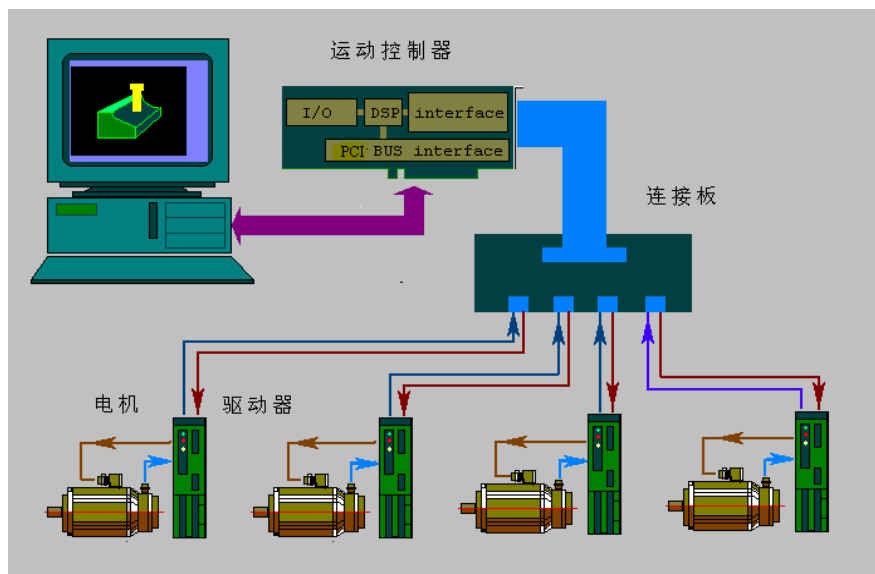 运动控制器
I/O
DSP
interface
PCI BUS interface
连接板
电机
驱动器